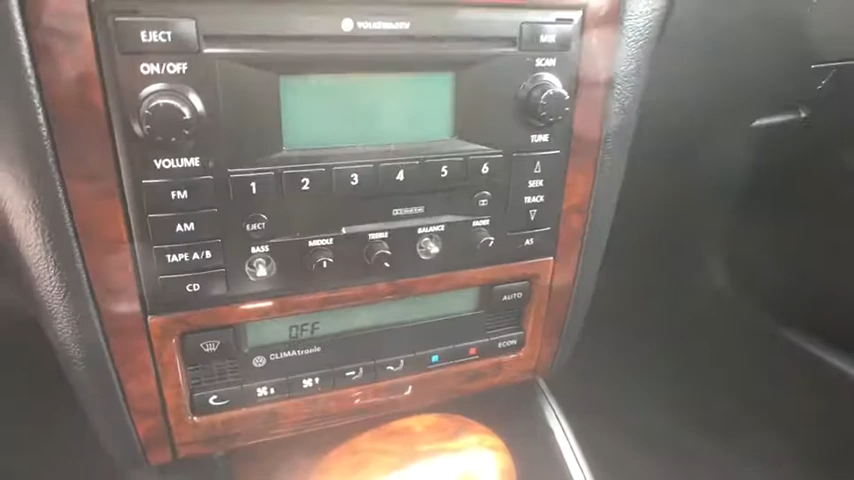 EJECT VOLKSWAGEN MIX
ON/OFF SCAN
VOLUME TUNE
FM 1 2 3 4 5 6 SEEK
AM EJECT TRACK
TAPE A/B BASS MIDDLE TREBLE BALANCE FADER
CD AS
AUTO
OFF
CLIMAtronic ECON